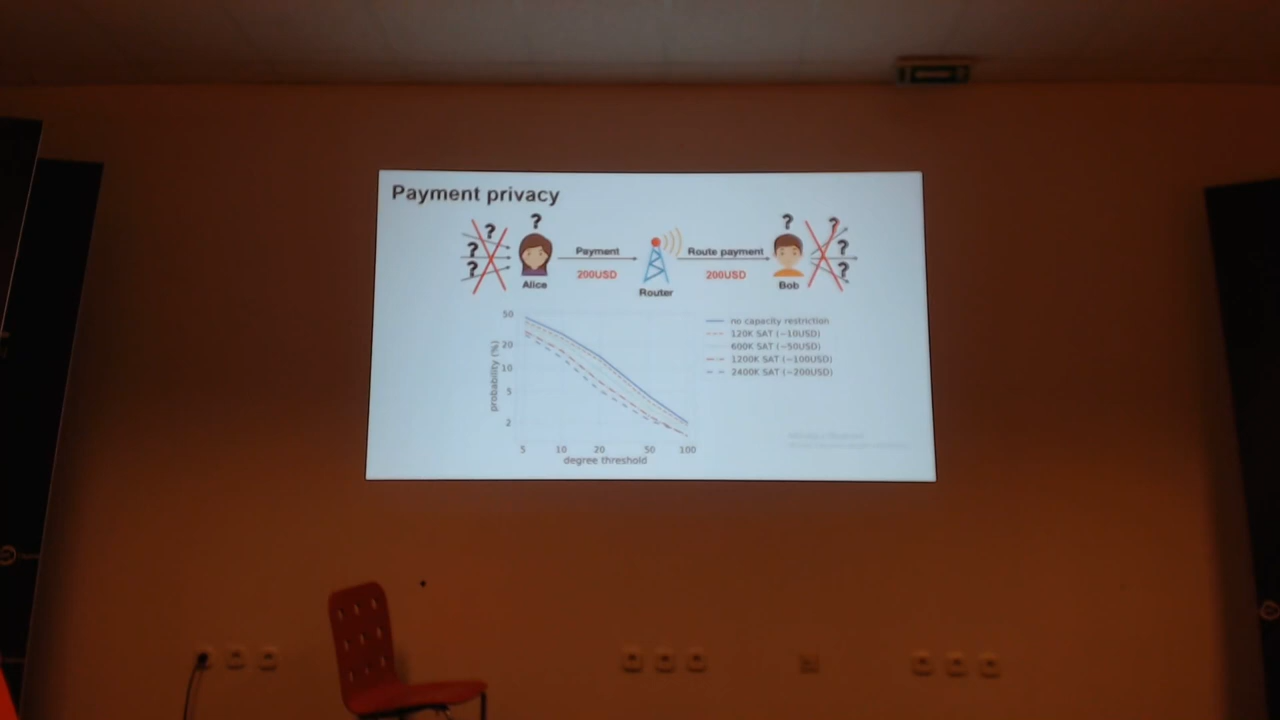 Payment privacy
? ? ? ?
? ? ? ?
Payment
200USD
Route payment
200USD
Alice
Router
Bob
probability (%)
50
20
10
5
2
5 10 20 50 100
degree threshold
no capacity restriction
120K SAT (~10USD)
600K SAT (~50USD)
1200K SAT (~100USD)
2400K SAT (~200USD)